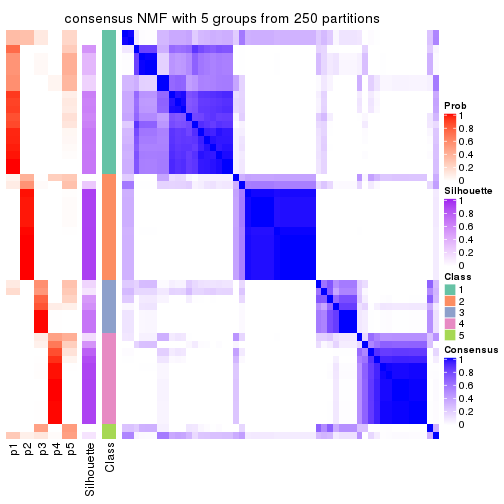 consensus NMF with 5 groups from 250 partitions
p1
p2
p3
p4
p5
Silhouette
Class
Prob
1
0.8
0.6
0.4
0.2
0
Silhouette
1
0.8
0.6
0.4
0.2
0
Class
1
2
3
4
5
Consensus
1
0.8
0.6
0.4
0.2
0